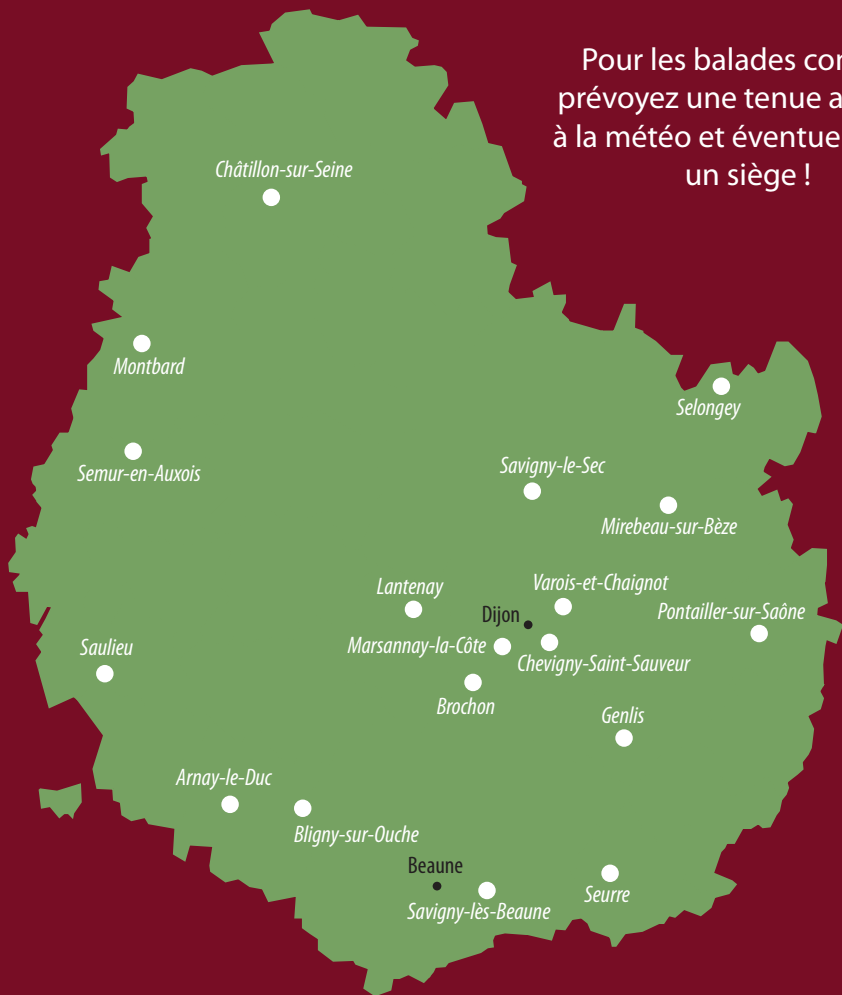 Pour les balades
prévoyez une tenue
à la météo et
un siège !
Châtillon-sur-Seine
Montbard
Selongey
Semur-en-Auxois
Savigny-le-Sec
Mirebeau-sur-Bèze
Lantenay
Varois-et-Chaignot
Dijon
Pontailler-sur-Saône
Marsannay-la-Côte
Saulieu
Chevigny-Saint-Sauveur
Brochon
Genlis
Arnay-le-Duc
Bligny-sur-Ouche
Beaune
Seurre
Savigny-lès-Beaune